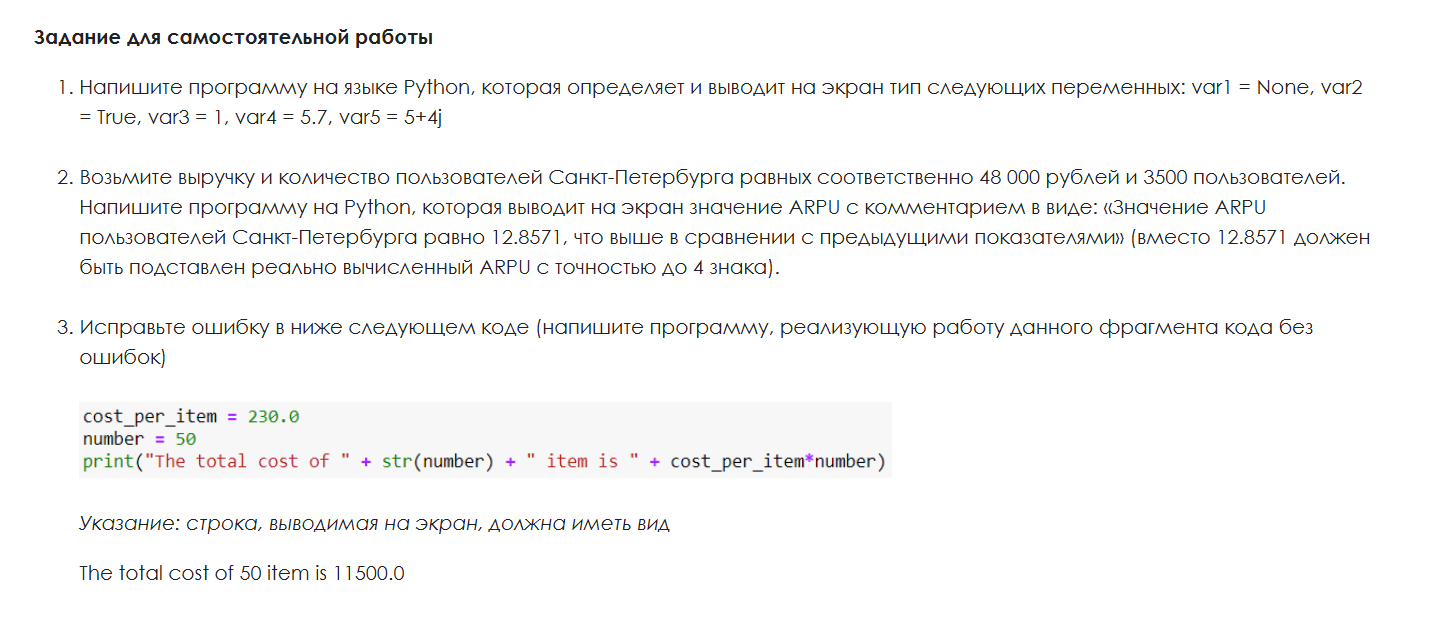 Задание для самостоятельной работы
1. Напишите программу на языке Python, которая определяет и выводит на экран тип следующих переменных: var1 = None, var2
= True, var3 = 1, var4 = 5.7, var5 = 5+4j
2. Возьмите выручку и количество пользователей Санкт-Петербурга равных соответственно 48 000 рублей и 3500 пользователей.
Напишите программу на Python, которая выводит на экран значение ARPU с комментарием в виде: «Значение ARPU
пользователей Санкт-Петербурга равно 12.8571, что выше в сравнении с предыдущими показателями» (вместо 12.8571 должен
быть подставлен реально вычисленный ARPU с точностью до 4 знака).
3. Исправьте ошибку в ниже следующем коде (напишите программу, реализующую работу данного фрагмента кода без
ошибок)
cost_per_item = 230.0
number = 50
print("The total cost of " + str(number) + " item is " + cost_per_item*number)
Указание: строка, выводимая на экран, должна иметь вид
The total cost of 50 item is 11500.0